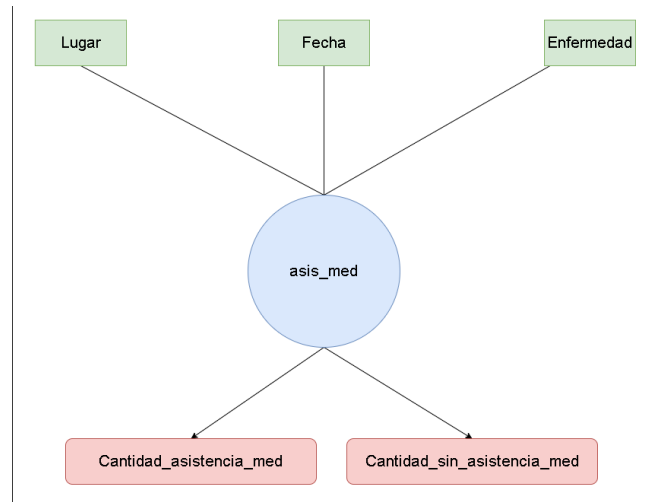 Lugar
Fecha
Enfermedad
asis_med
Cantidad_asistencia_med
Cantidad_sin_asistencia_med